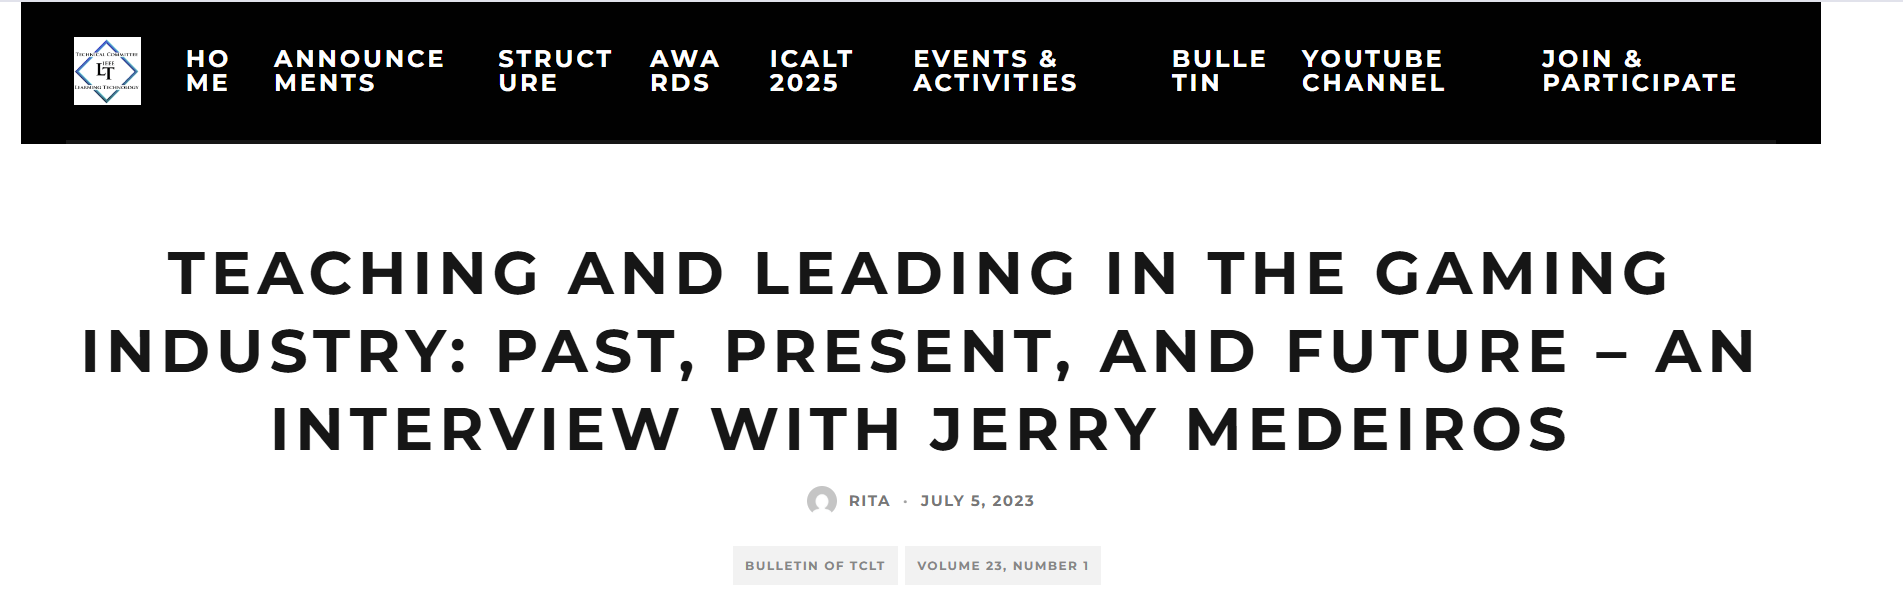 TECHNICAL COMMITTEE
IEEE
LT
LEARNING TECHNOLOGY
HO
ME
ANNOUNCE
MENTS
STRUCT
URE
AWA
RDS
ICALT
2025
EVENTS &
ACTIVITIES
BULLE
TIN
YOUTUBE
CHANNEL
JOIN &
PARTICIPATE
TEACHING AND LEADING IN THE GAMING
INDUSTRY: PAST, PRESENT, AND FUTURE – AN
INTERVIEW WITH JERRY MEDEIROS
RITA · JULY 5, 2023
BULLETIN OF TCLT VOLUME 23, NUMBER 1